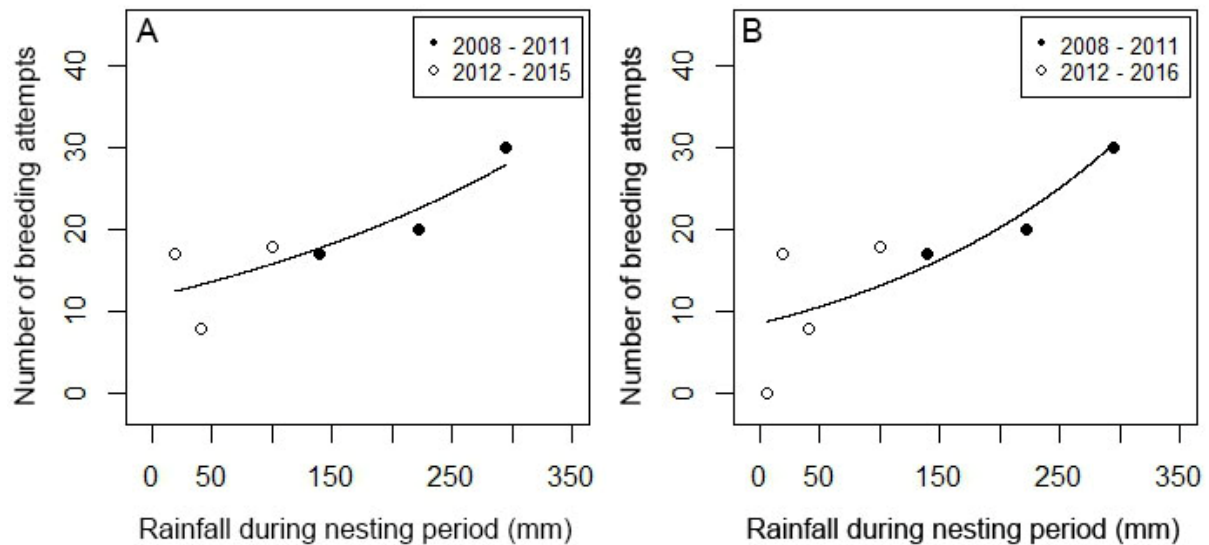 A
2008 - 2011
2012 - 2015
Number of breeding attempts
40
30
20
10
0
0 50 150 250 350
Rainfall during nesting period (mm)
B
2008 - 2011
2012 - 2016
Number of breeding attempts
40
30
20
10
0
0 50 150 250 350
Rainfall during nesting period (mm)